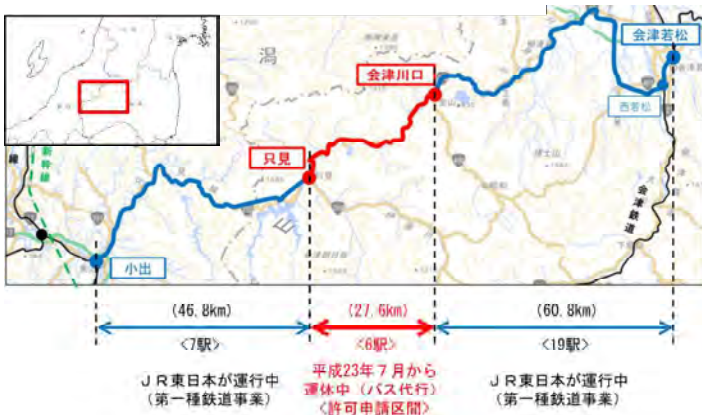 会津若松
会津川口
西若松
只見
新幹線
会津鉄道
小出
(46.8km)
(27.6km)
(60.8km)
<7駅>
<6駅>
<19駅>
平成23年7月から
運休中(バス代行)
<許可申請区間>
JR東日本が運行中
(第一種鉄道事業)
JR東日本が運行中
(第一種鉄道事業)